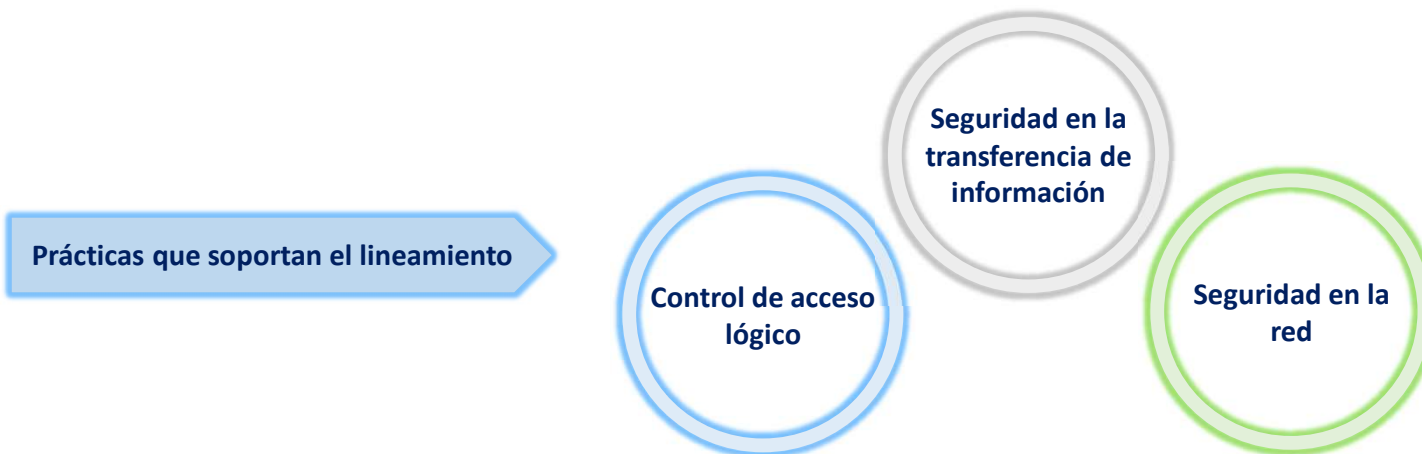 Prácticas que soportan el lineamiento
Control de acceso
lógico
Seguridad en la
transferencia de
información
Seguridad en la
red